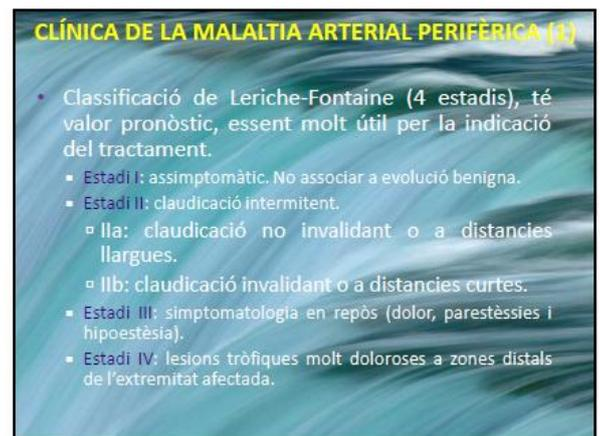 CLÍNICA DE LA MALALTIA ARTERIAL PERIFÈRICA (1)
• Classificació de Leriche-Fontaine (4 estadis), té
valor pronòstic, essent molt útil per la indicació
del tractament.
▪ Estadi I: assimptomàtic. No associar a evolució benigna.
▪ Estadi II: claudicació intermitent.
▫ IIa: claudicació no invalidant o a distancies
llargues.
▫ IIb: claudicació invalidant o a distancies curtes.
▪ Estadi III: simptomatologia en repòs (dolor, parestèssies i
hipoestèsia).
▪ Estadi IV: lesions tròfiques molt doloroses a zones distals
de l'extremitat afectada.